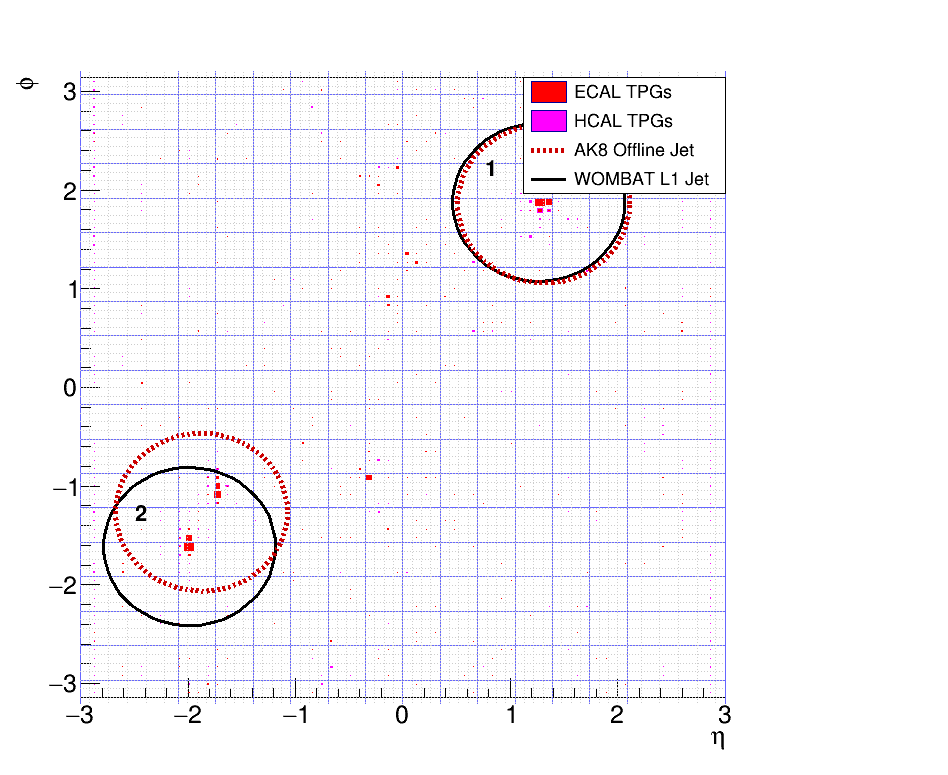 ϕ
3
2
1
0
−1
−2
−3
ECAL TPGs
HCAL TPGs
AK8 Offline Jet
WOMBAT L1 Jet
1
2
−3 −2 −1 0 1 2 3
η